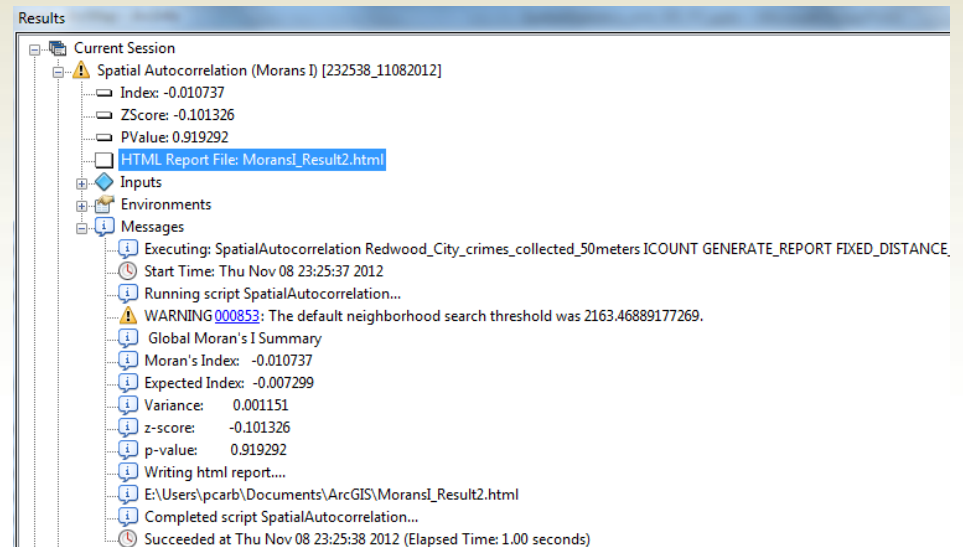 Results
Current Session
Spatial Autocorrelation (Morans I) [232538_11082012]
Index: -0.010737
ZScore: -0.101326
PValue: 0.919292
HTML Report File: MoransI_Result2.html
Inputs
Environments
Messages
Executing: SpatialAutocorrelation Redwood_City_crimes_collected_50meters ICOUNT GENERATE_REPORT FIXED_DISTANCE_
Start Time: Thu Nov 08 23:25:37 2012
Running script SpatialAutocorrelation...
WARNING 000853: The default neighborhood search threshold was 2163.46889177269.
Global Moran's I Summary
Moran's Index: -0.010737
Expected Index: -0.007299
Variance: 0.001151
z-score: -0.101326
p-value: 0.919292
Writing html report....
E:\Users\pcarb\Documents\ArcGIS\MoransI_Result2.html
Completed script SpatialAutocorrelation...
Succeeded at Thu Nov 08 23:25:38 2012 (Elapsed Time: 1.00 seconds)